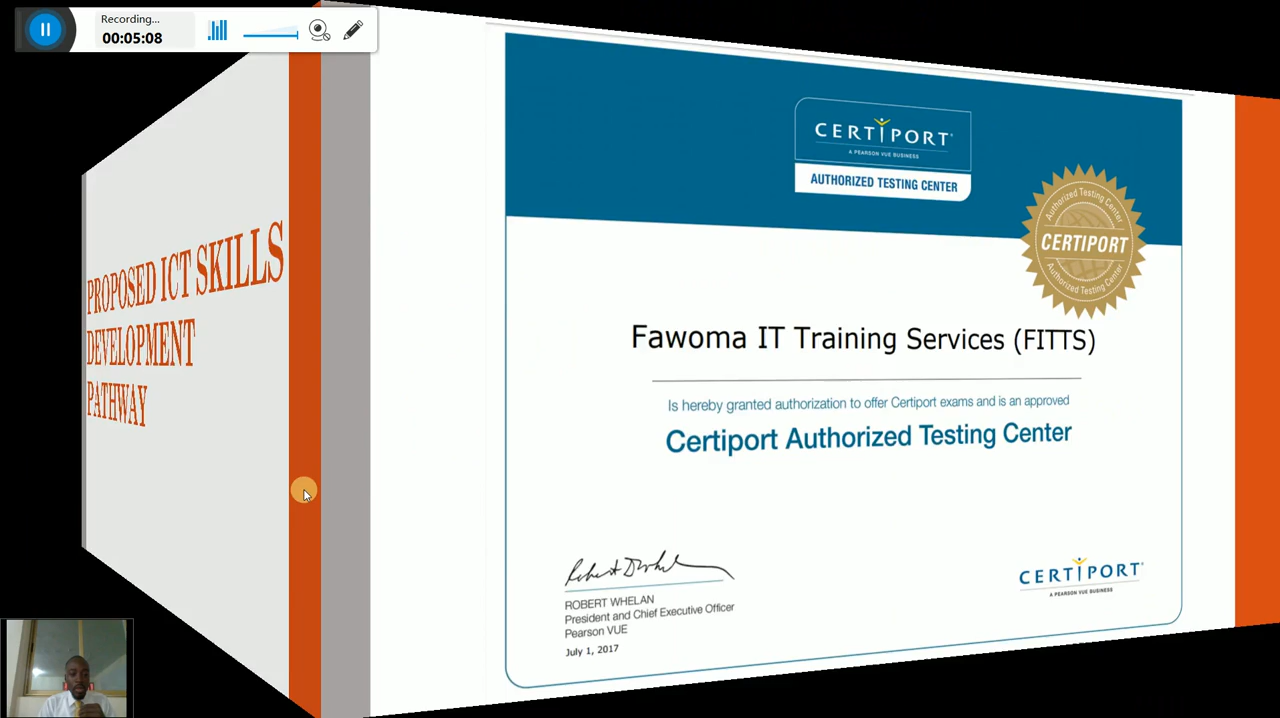 Recording...
00:05:08
PROPOSED ICT SKILLS
DEVELOPMENT
PATHWAY
CERTIPORT
A PEARSON VUE BUSINESS
AUTHORIZED TESTING CENTER
Authorized Testing Center
CERTIPORT
Authorized Testing Center
Fawoma IT Training Services (FITTS)
Is hereby granted authorization to offer Certiport exams and is an approved
Certiport Authorized Testing Center
ROBERT WHELAN
President and Chief Executive Officer
Pearson VUE
July 1, 2017
CERTIPORT
A PEARSON VUE BUSINESS